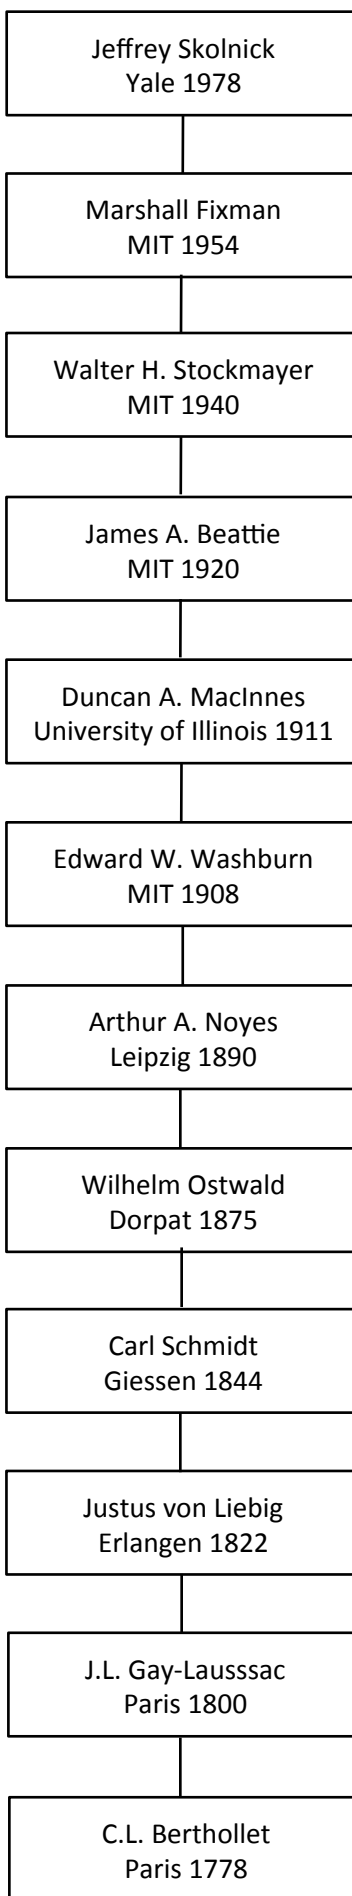 Jeffrey Skolnick
Yale 1978
Marshall Fixman
MIT 1954
Walter H. Stockmayer
MIT 1940
James A. Beattie
MIT 1920
Duncan A. MacInnes
University of Illinois 1911
Edward W. Washburn
MIT 1908
Arthur A. Noyes
Leipzig 1890
Wilhelm Ostwald
Dorpat 1875
Carl Schmidt
Giessen 1844
Justus von Liebig
Erlangen 1822
J.L. Gay-Lausssac
Paris 1800
C.L. Berthollet
Paris 1778